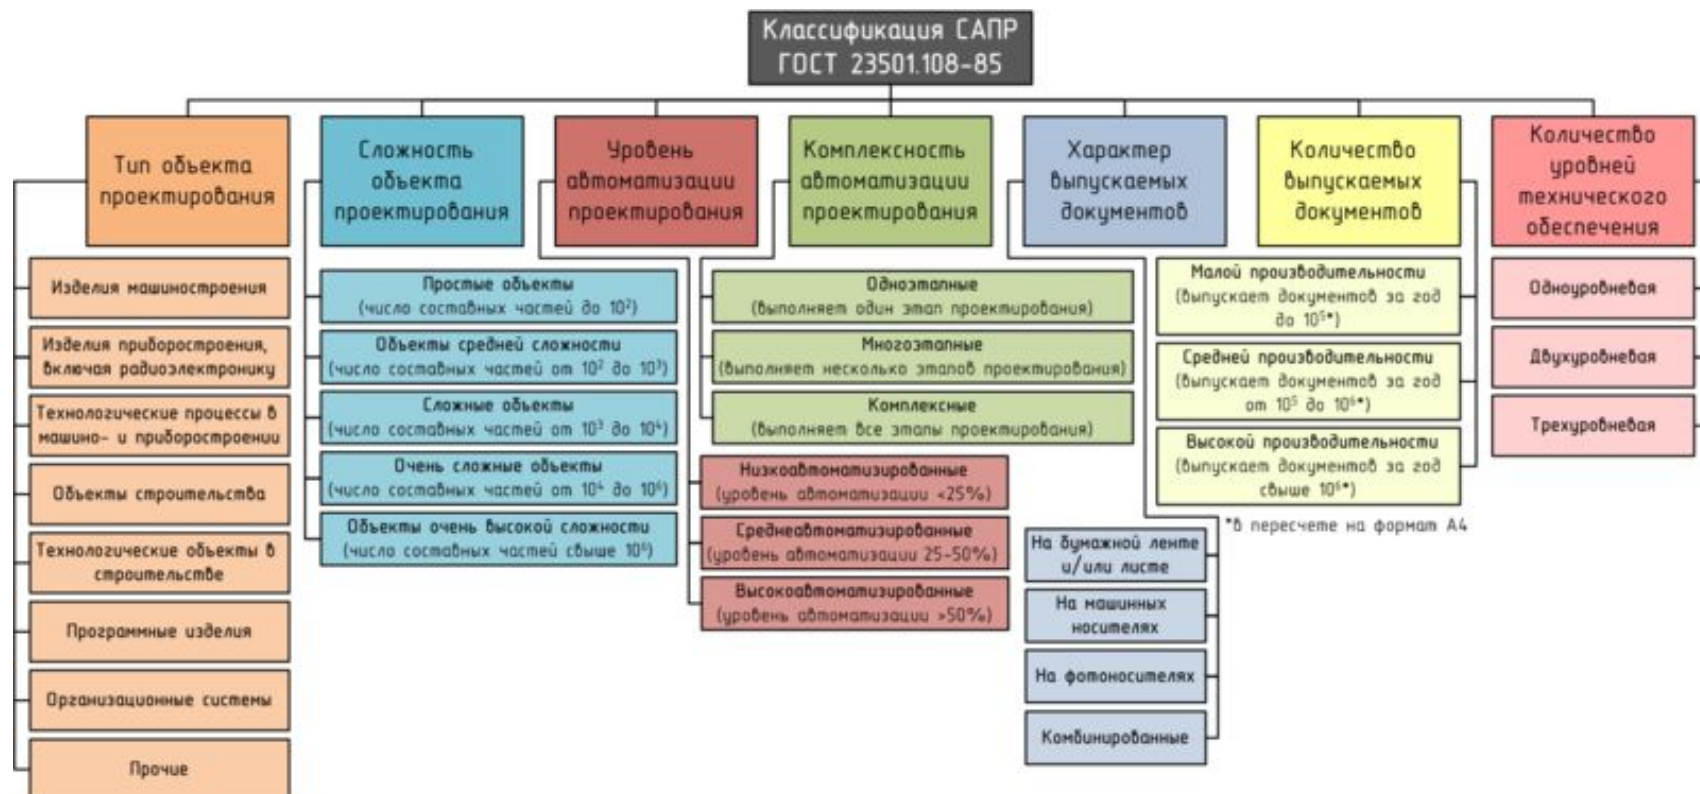 Классификация САПР
ГОСТ 23501.108-85
Тип объекта
проектирования
Изделия машиностроения
Изделия приборостроения,
включая радиоэлектронику
Технологические процессы в
машино- и приборостроении
Объекты строительства
Технологические объекты в
строительстве
Программные изделия
Организационные системы
Прочие
Сложность
объекта
проектирования
Простые объекты
(число составных частей до 10²)
Объекты средней сложности
(число составных частей от 10² до 10³)
Сложные объекты
(число составных частей от 10³ до 10⁴)
Очень сложные объекты
(число составных частей от 10⁴ до 10⁶)
Объекты очень высокой сложности
(число составных частей свыше 10⁶)
Уровень
автоматизации
проектирования
Низкоавтоматизированные
(уровень автоматизации <25%)
Среднеавтоматизированные
(уровень автоматизации 25-50%)
Высокоавтоматизированные
(уровень автоматизации >50%)
Комплексность
автоматизации
проектирования
Одноэтапные
(выполняет один этап проектирования)
Многоэтапные
(выполняет несколько этапов проектирования)
Комплексные
(выполняет все этапы проектирования)
Характер
выпускаемых
документов
На бумажной ленте
и/или листе
На машинных
носителях
На фотоносителях
Комбинированные
Количество
выпускаемых
документов
Малой производительности
(выпускает документов за год
до 10⁵*)
Средней производительности
(выпускает документов за год
от 10⁵ до 10⁶*)
Высокой производительности
(выпускает документов за год
свыше 10⁶*)
*в пересчете на формат А4
Количество
уровней
технического
обеспечения
Одноуровневая
Двухуровневая
Трехуровневая